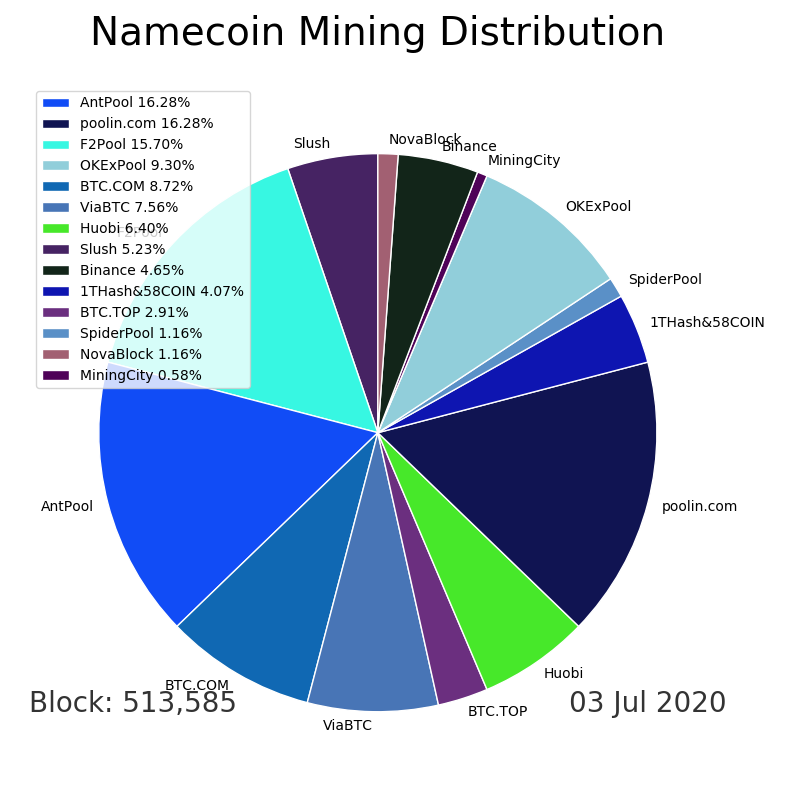 Namecoin Mining Distribution
AntPool 16.28%
poolin.com 16.28%
F2Pool 15.70%
OKExPool 9.30%
BTC.COM 8.72%
ViaBTC 7.56%
Huobi 6.40%
Slush 5.23%
Binance 4.65%
1THash&58COIN 4.07%
BTC.TOP 2.91%
SpiderPool 1.16%
NovaBlock 1.16%
MiningCity 0.58%
Slush
NovaBlock
Binance
MiningCity
OKExPool
F2Pool
SpiderPool
1THash&58COIN
AntPool
poolin.com
Huobi
BTC.COM
BTC.TOP
ViaBTC
Block: 513,585
03 Jul 2020